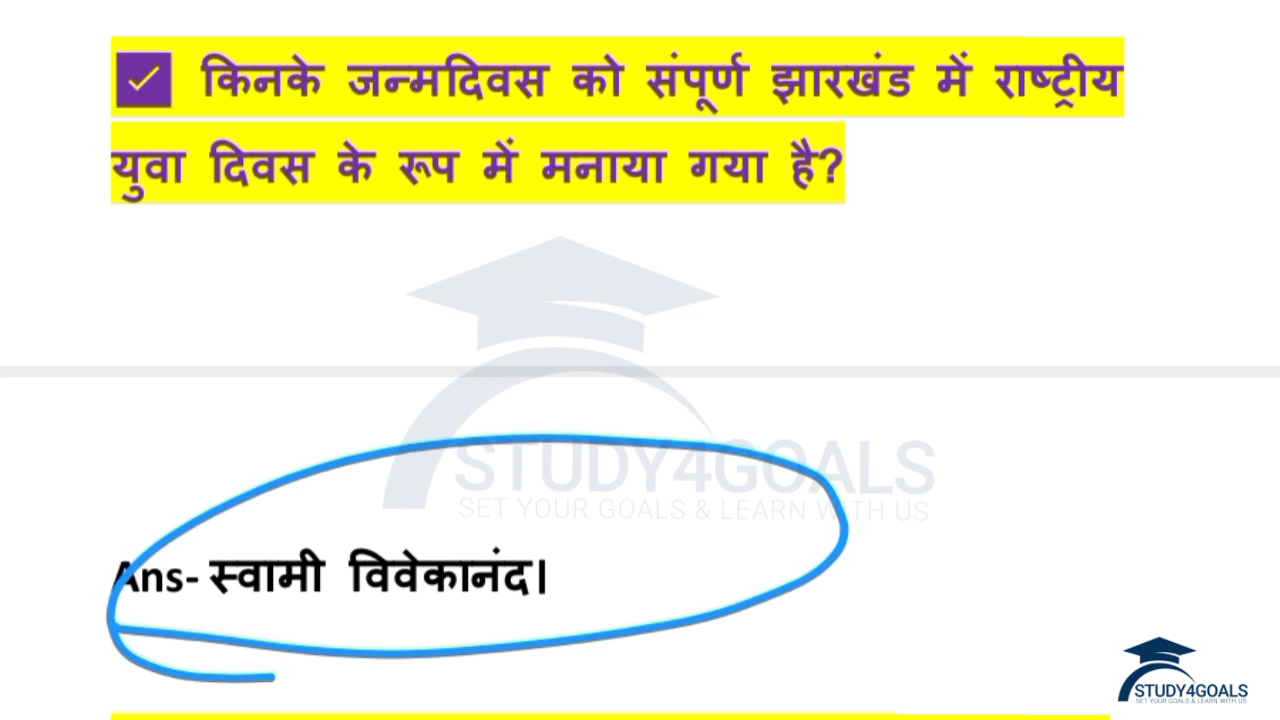 किनके जन्मदिवस को संपूर्ण झारखंड में राष्ट्रीय
युवा दिवस के रूप में मनाया गया है?
STUDY4GOALS
SET YOUR GOALS & LEARN WITH US
Ans- स्वामी विवेकानंद।
STUDY4GOALS
SET YOUR GOALS & LEARN WITH US